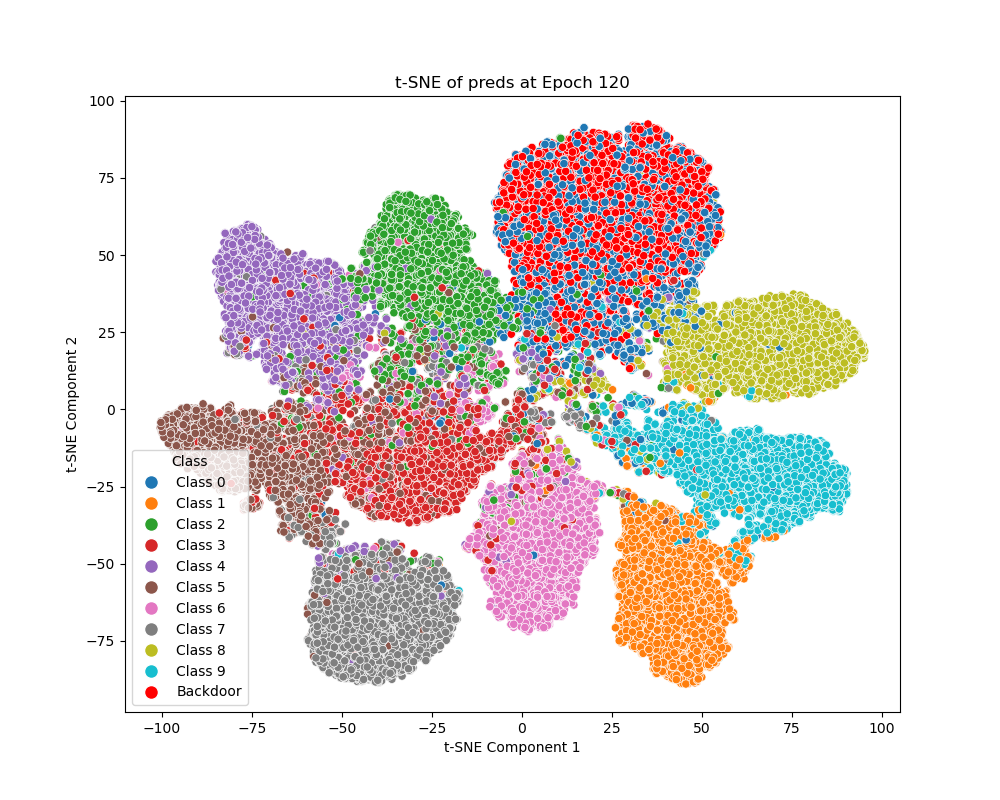 t-SNE of preds at Epoch 120
100
75
50
25
0
−25
−50
−75
t-SNE Component 2
Class
Class 0
Class 1
Class 2
Class 3
Class 4
Class 5
Class 6
Class 7
Class 8
Class 9
Backdoor
−100 −75 −50 −25 0 25 50 75 100
t-SNE Component 1